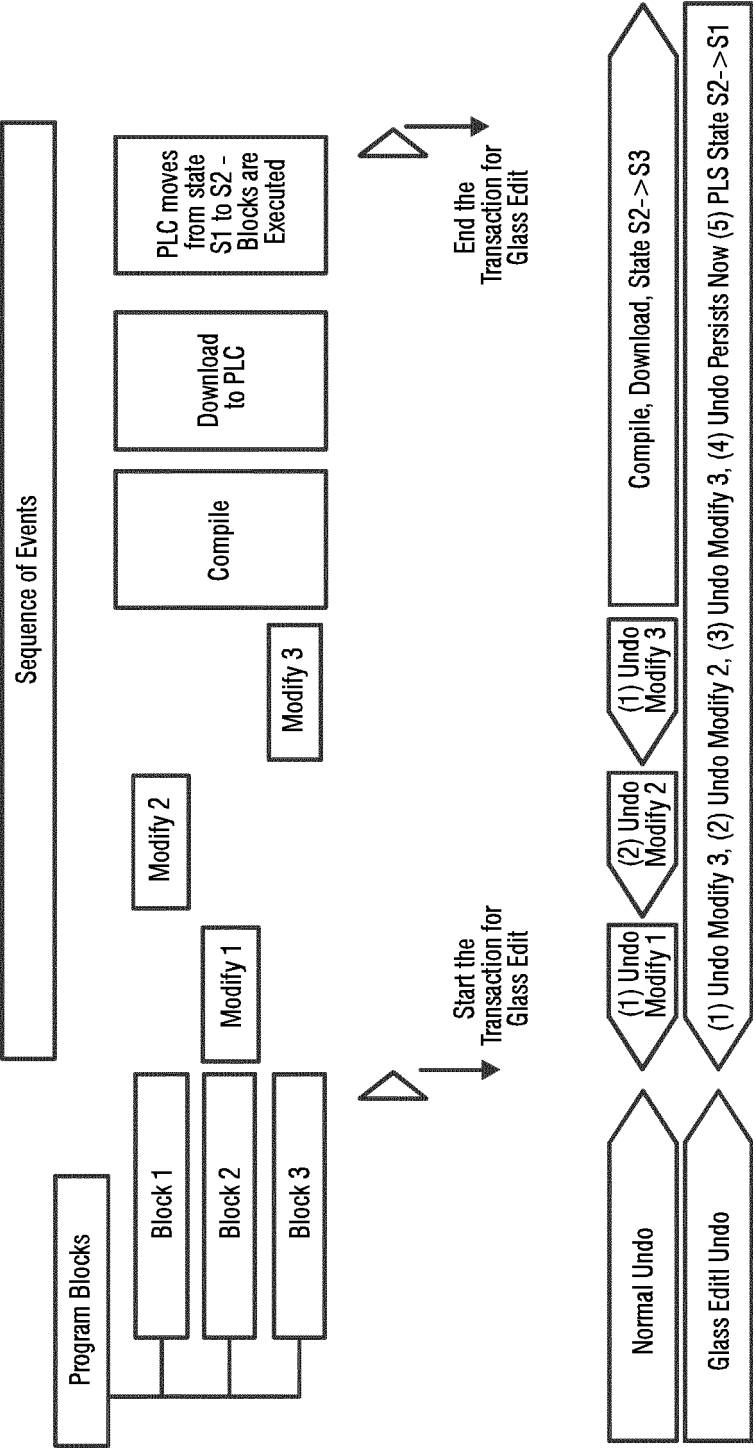 Sequence of Events
Program Blocks
Block 1
Block 2
Block 3
Modify 1
Modify 2
Modify 3
Compile
Download
to PLC
PLC moves
from state
S1 to S2 -
Blocks are
Executed
Start the
Transaction for
Glass Edit
End the
Transaction for
Glass Edit
Normal Undo
(1) Undo
Modify 1
(2) Undo
Modify 2
(1) Undo
Modify 3
Compile, Download, State S2->S3
Glass Editl Undo
(1) Undo Modify 3, (2) Undo Modify 2, (3) Undo Modify 3, (4) Undo Persists Now (5) PLS State S2->S1